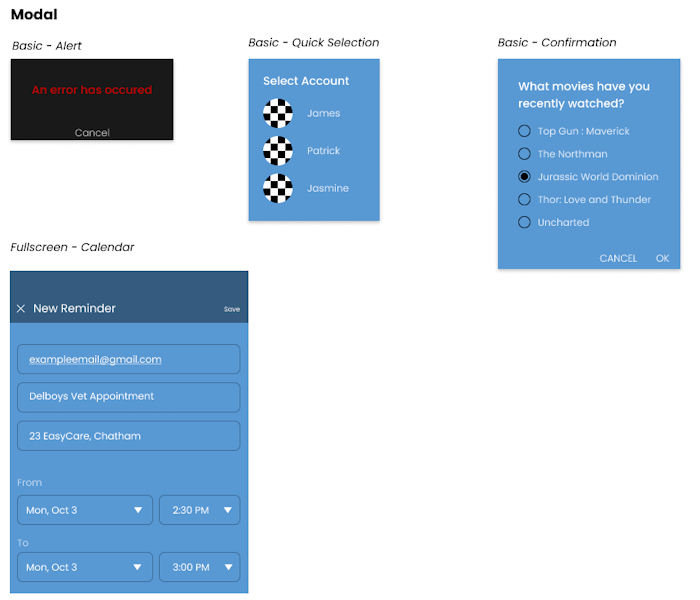 Modal
Basic - Alert
An error has occured
Cancel
Basic - Quick Selection
Select Account
James
Patrick
Jasmine
Basic - Confirmation
What movies have you
recently watched?
Top Gun : Maverick
The Northman
Jurassic World Dominion
Thor: Love and Thunder
Uncharted
CANCEL OK
Fullscreen - Calendar
New Reminder Save
exampleemail@gmail.com
Delboys Vet Appointment
23 EasyCare, Chatham
From
Mon, Oct 3 2:30 PM
To
Mon, Oct 3 3:00 PM